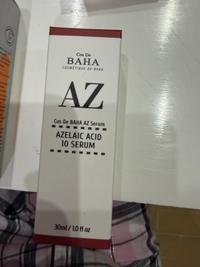 Cos De
BAHA
COSMETIQUE DE BAHA
AZ
Cos De BAHA AZ Serum
AZELAIC ACID
10 SERUM
30ml / 1.0 fl oz